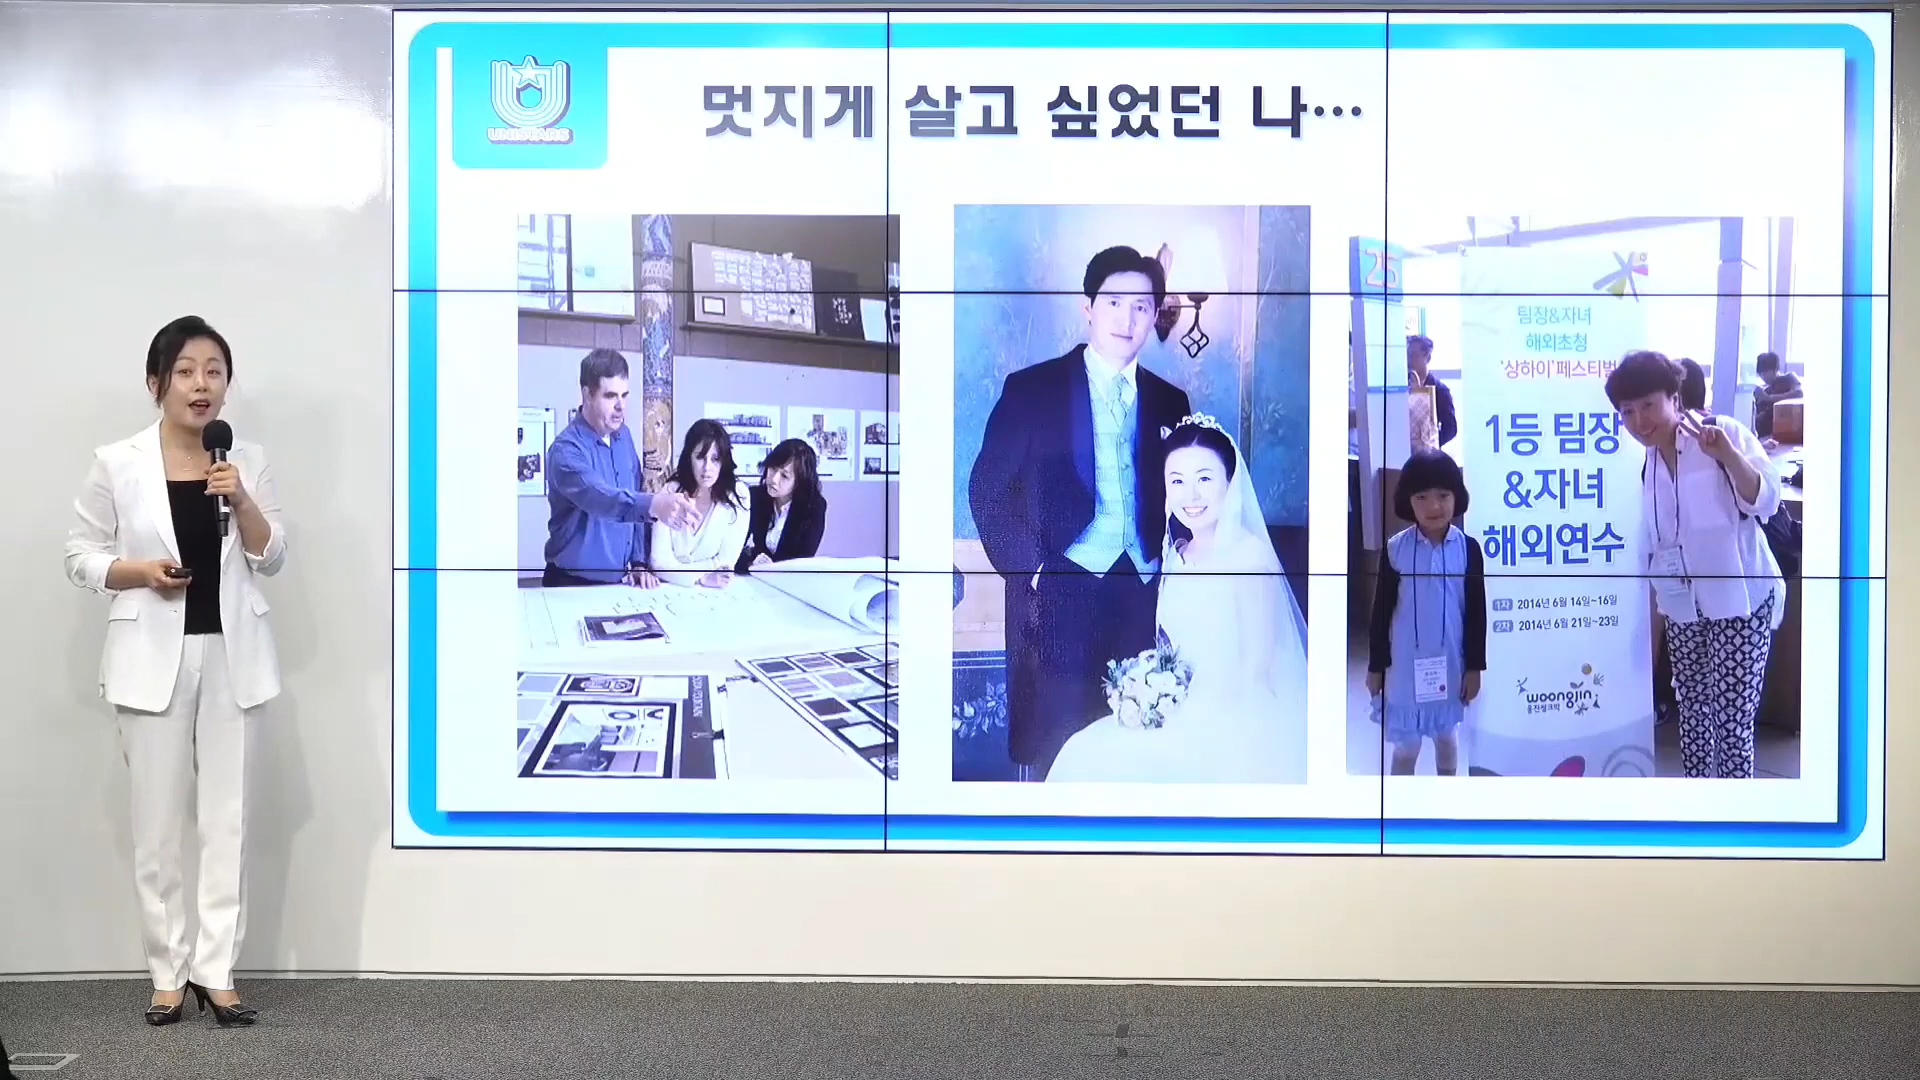 UNISTARS
멋지게 살고 싶었던 나…
25
팀장&자녀
해외초청
'상하이'페스티벌
1등 팀장
&자녀
해외연수
1차 2014년 6월 14일~16일
2차 2014년 6월 21일~23일
woongjin
웅진씽크빅